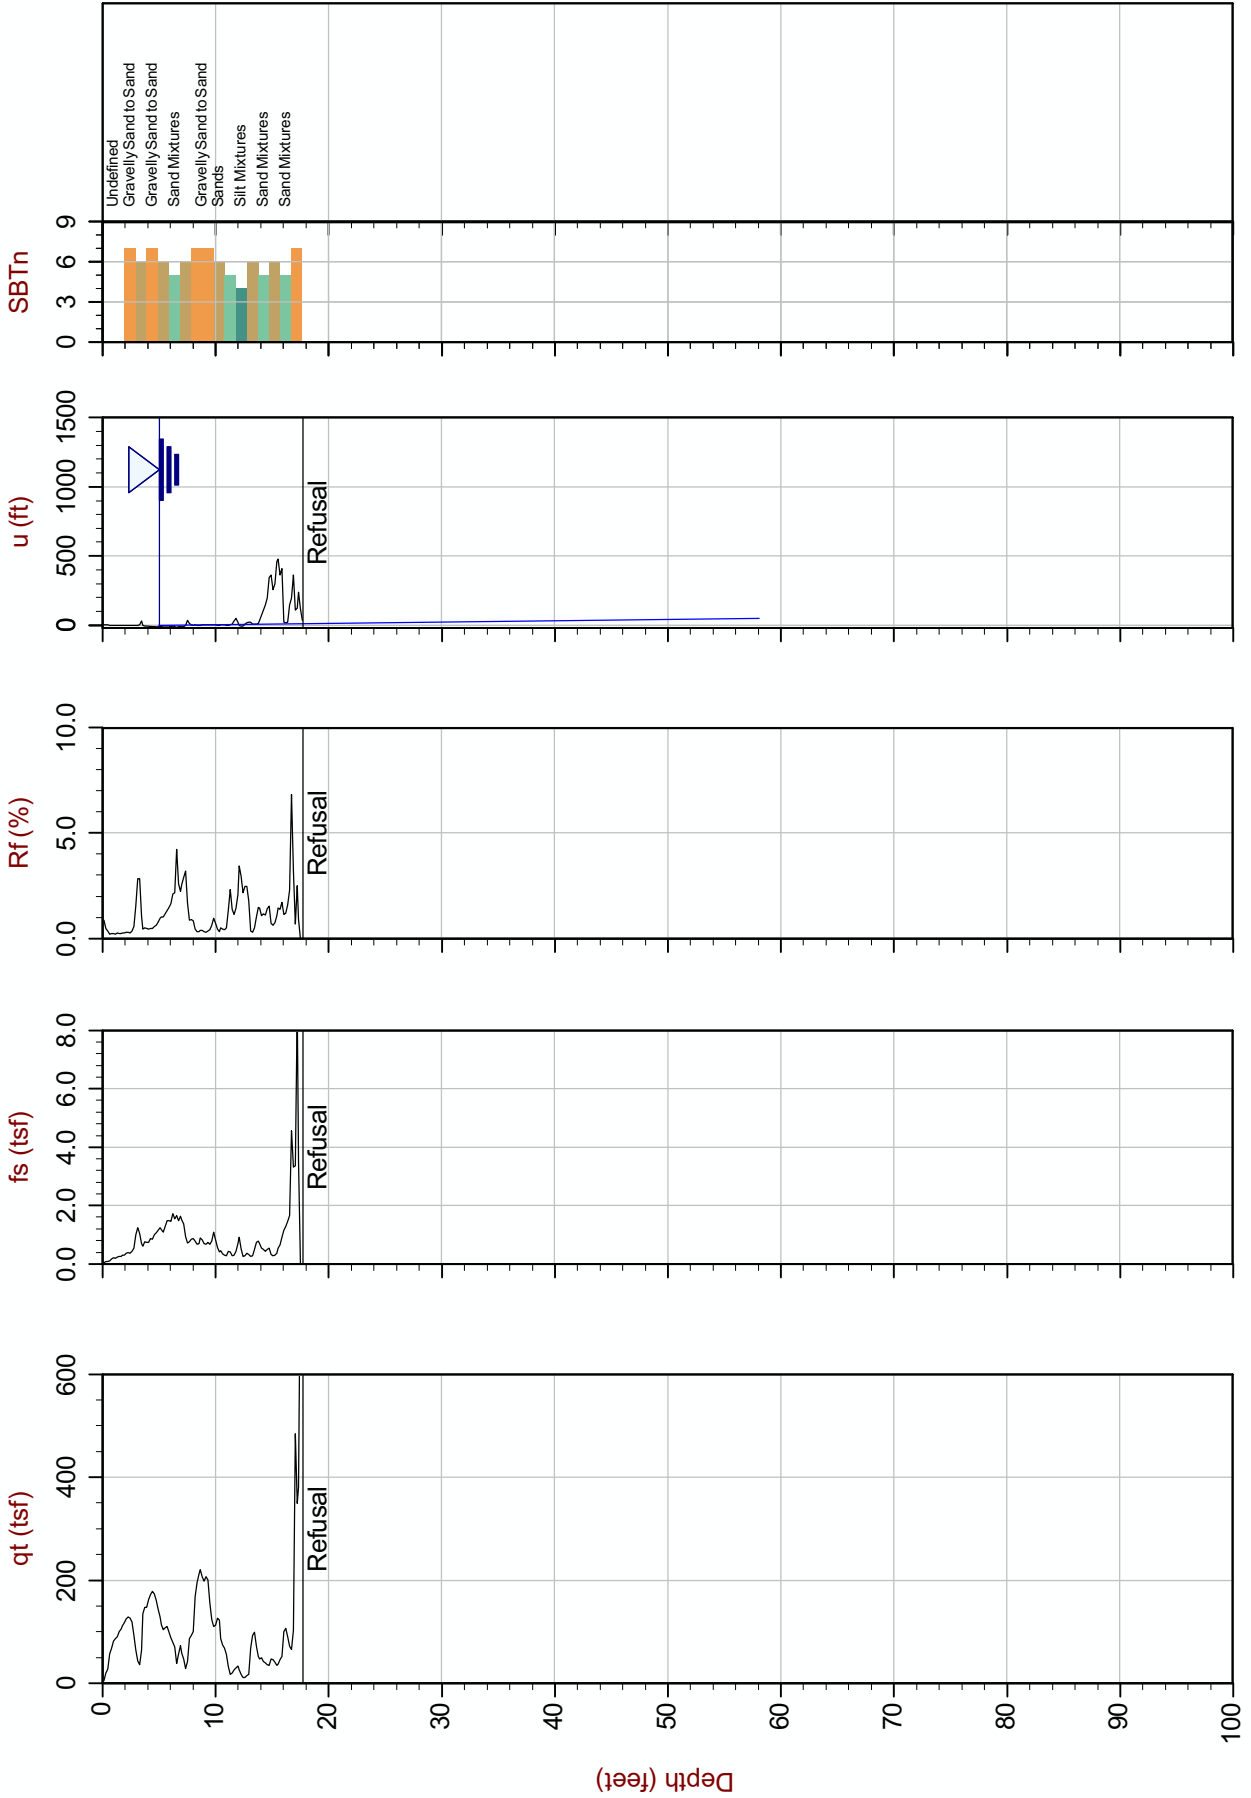 qt (tsf)
fs (tsf)
Rf (%)
u (ft)
SBTn
0
200
400
600
0.0
2.0
4.0
6.0
8.0
0.0
5.0
10.0
0
500
1000
1500
0
3
6
9
Depth (feet)
0
10
20
30
40
50
60
70
80
90
100
Undefined
Gravelly Sand to Sand
Gravelly Sand to Sand
Sand Mixtures
Gravelly Sand to Sand
Sands
Silt Mixtures
Sand Mixtures
Sand Mixtures
Refusal
Refusal
Refusal
Refusal